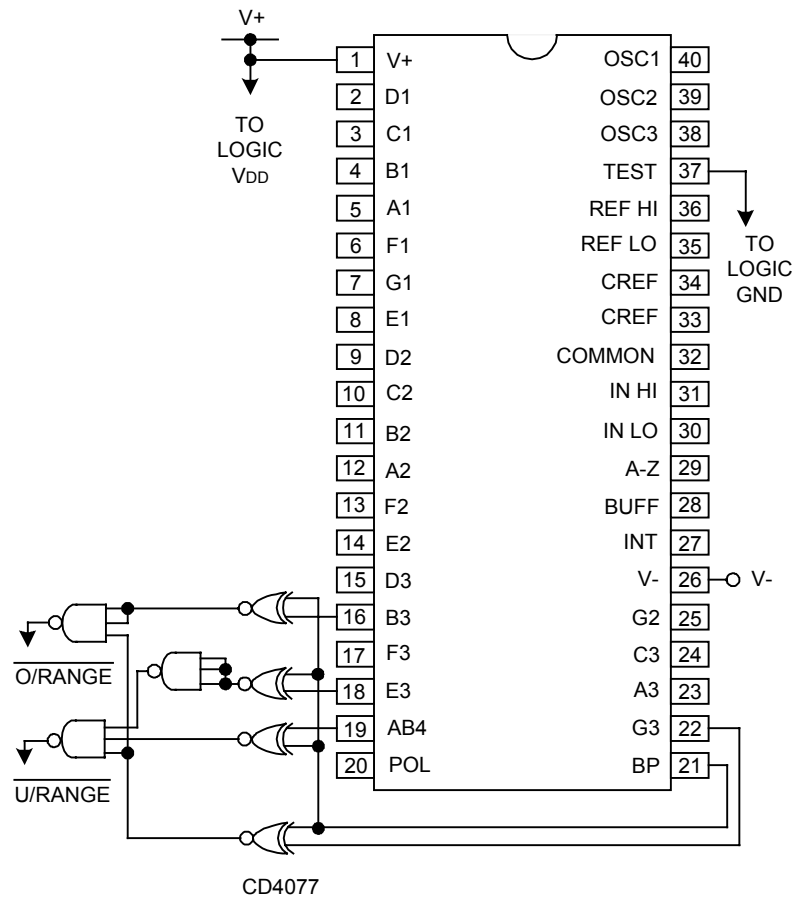 V+
TO
LOGIC
VDD
1 V+
2 D1
3 C1
4 B1
5 A1
6 F1
7 G1
8 E1
9 D2
10 C2
11 B2
12 A2
13 F2
14 E2
15 D3
16 B3
17 F3
18 E3
19 AB4
20 POL
OSC1 40
OSC2 39
OSC3 38
TEST 37
REF HI 36
REF LO 35
CREF 34
CREF 33
COMMON 32
IN HI 31
IN LO 30
A-Z 29
BUFF 28
INT 27
V- 26 V-
G2 25
C3 24
A3 23
G3 22
BP 21
TO
LOGIC
GND
O/RANGE
U/RANGE
CD4077